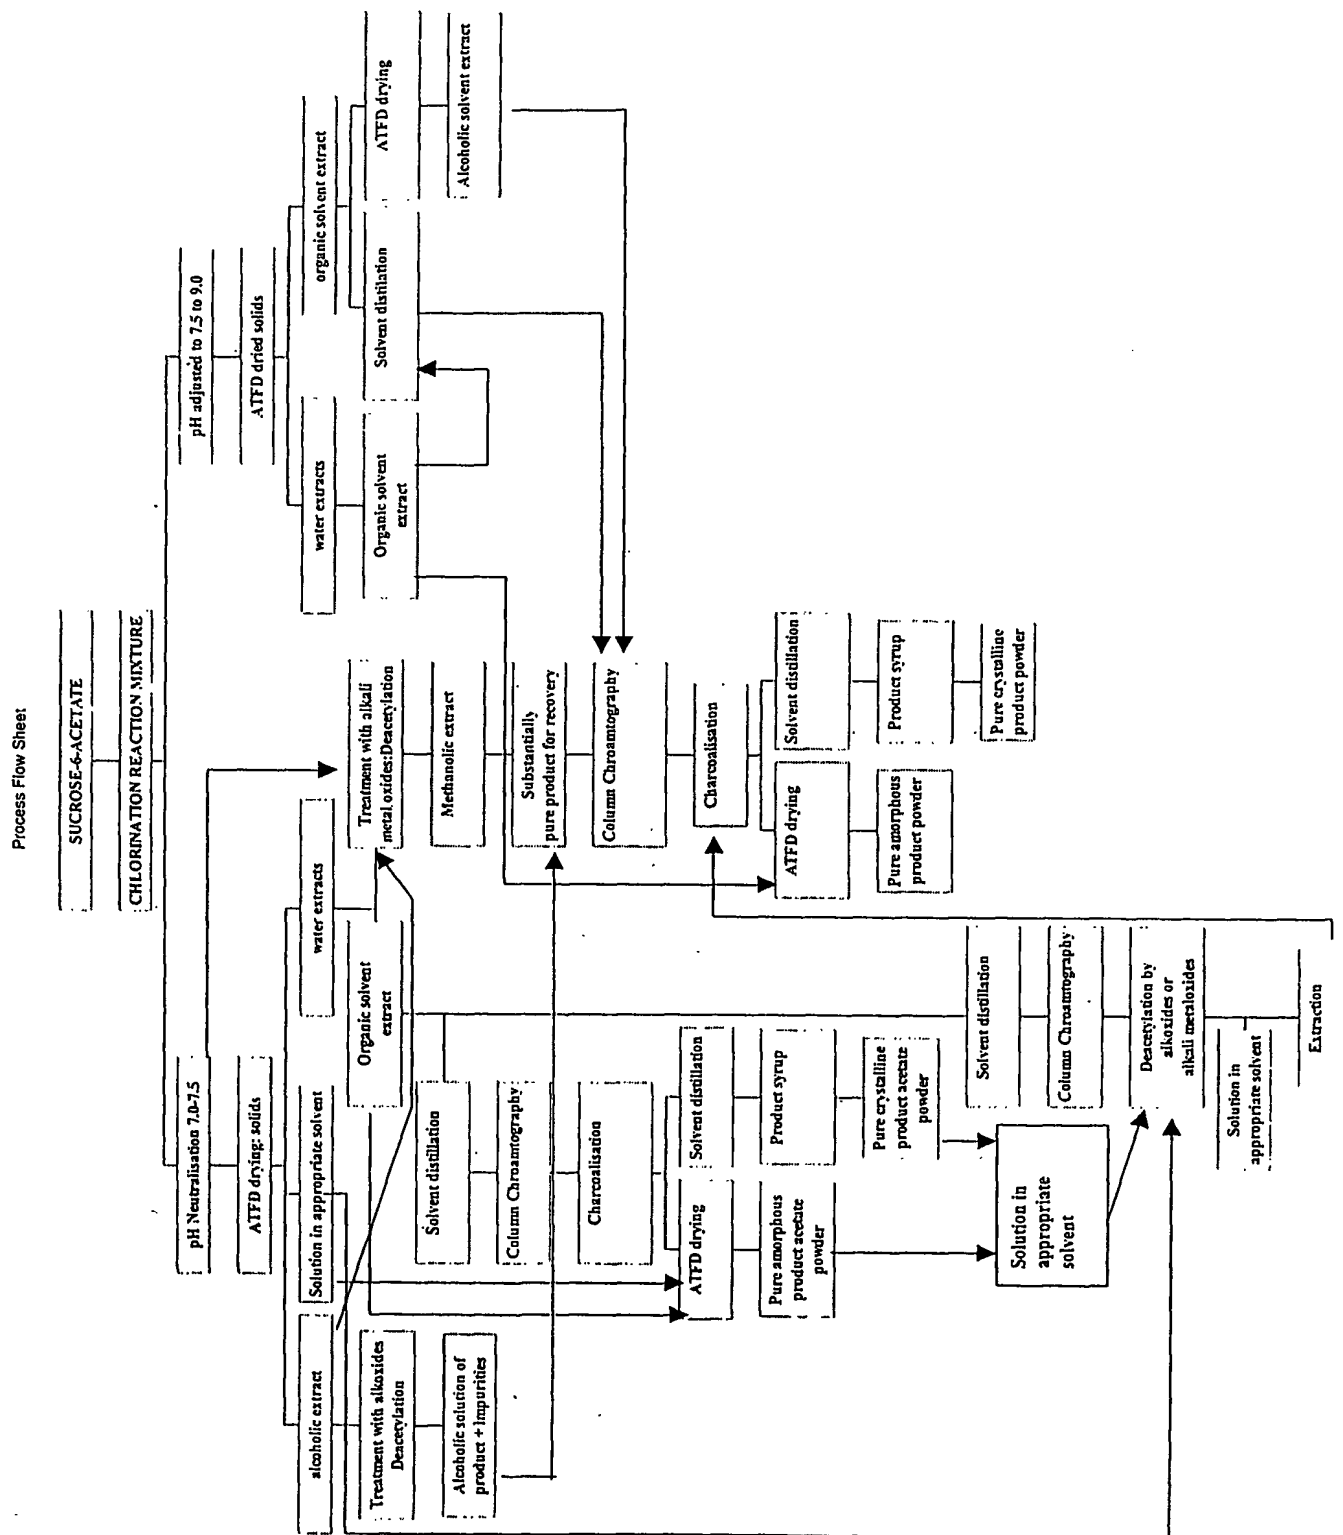 Process Flow Sheet
SUCROSE-6-ACETATE
CHLORINATION REACTION MIXTURE
pH Neutralisation 7.0-7.5
pH adjusted to 7.5 to 9.0
ATFD drying: solids
ATFD dried solids
alcoholic extract
Solution in appropriate solvent
water extracts
water extracts
organic solvent extract
Treatment with alkoxides
Deacetylation
Organic solvent
extract
Treatment with alkali
metal oxides:Deacetylation
Organic solvent
extract
Solvent distilation
ATFD drying
Alcoholic solution of
product + Impurities
Solvent distillation
Methanolic extract
Alcoholic solvent extract
Column Chroamtography
Substantially
pure product for recovery
Charcoalisation
Column Chroamtography
ATFD drying
Solvent distillation
Charcoalisation
Pure amorphous
product acetate
powder
Product syrup
ATFD drying
Solvent distillation
Pure crystalline
product acetate
powder
Pure amorphous
product powder
Product syrup
Pure crystalline
product powder
Solvent distillation
Solution in
appropriate
solvent
Column Chroamtography
Deacetylation by
alkoxides or
alkali metaloxides
Solution in
appropriate solvent
Extraction